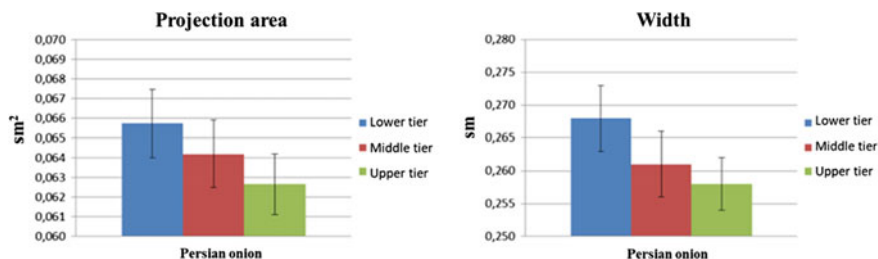 Projection area
sm²
0,070
0,069
0,068
0,067
0,066
0,065
0,064
0,063
0,062
0,061
0,060
Persian onion
Lower tier
Middle tier
Upper tier
Width
sm
0,280
0,275
0,270
0,265
0,260
0,255
0,250
Persian onion
Lower tier
Middle tier
Upper tier